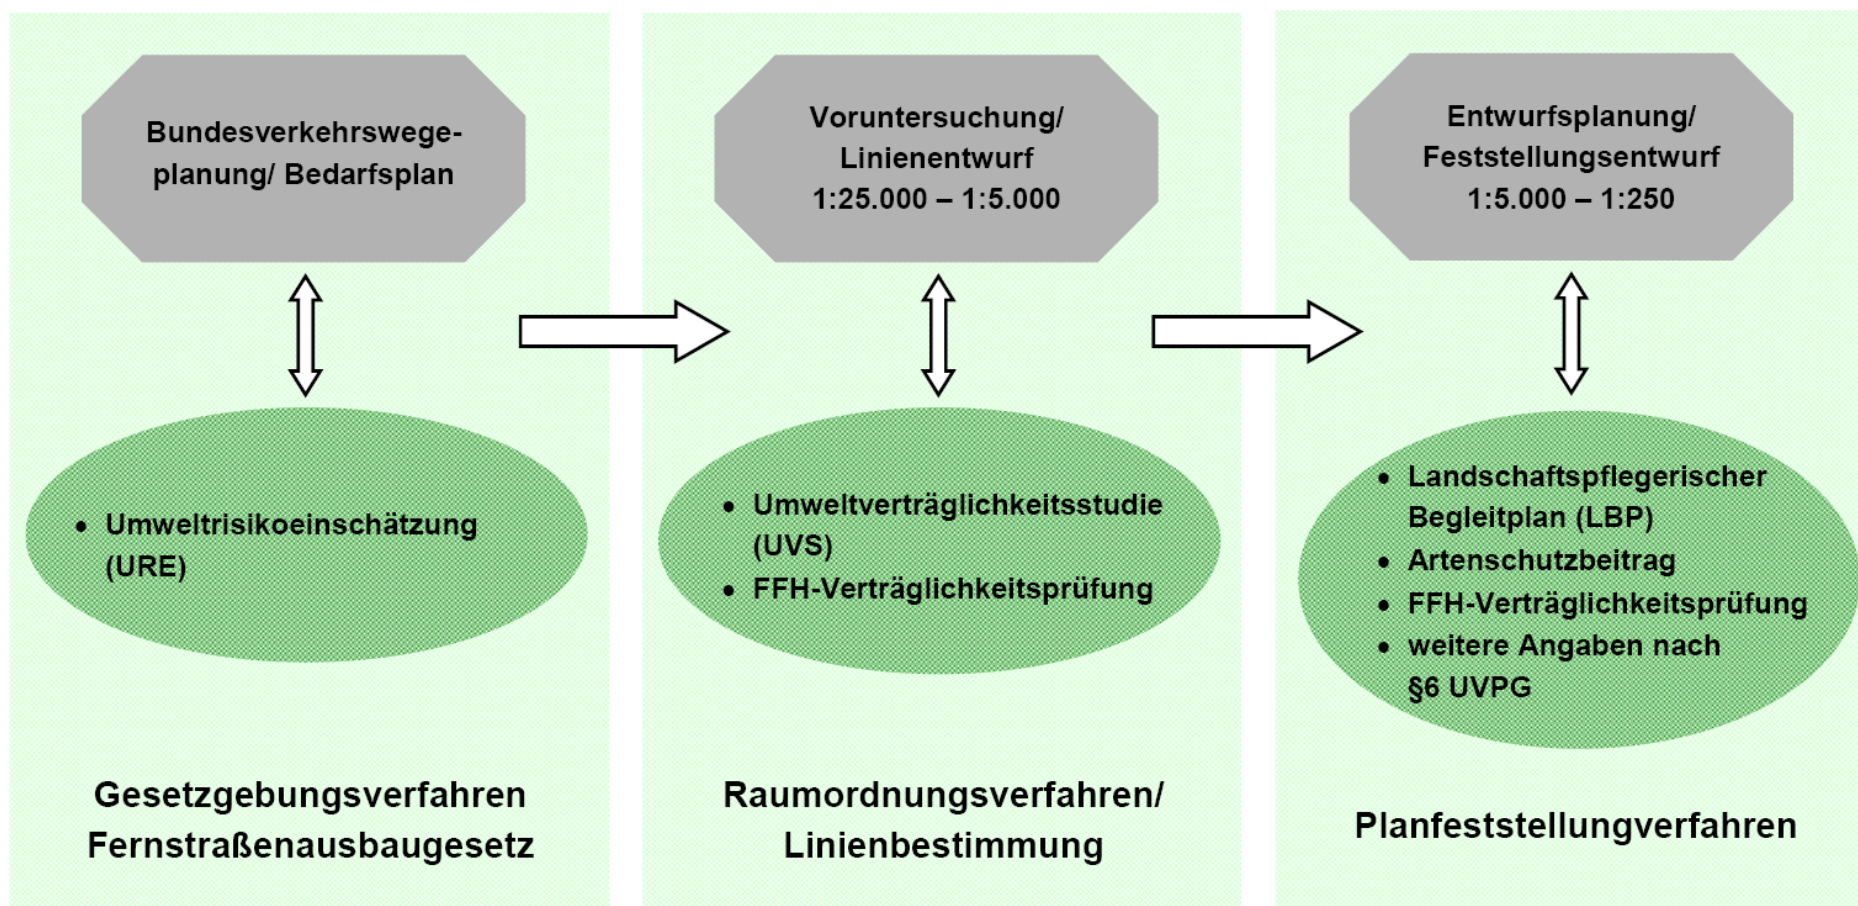 Bundesverkehrswege-
planung/ Bedarfsplan
• Umweltrisikoeinschätzung
(URE)
Gesetzgebungsverfahren
Fernstraßenausbaugesetz
Voruntersuchung/
Linienentwurf
1:25.000 – 1:5.000
• Umweltverträglichkeitsstudie
(UVS)
• FFH-Verträglichkeitsprüfung
Raumordnungsverfahren/
Linienbestimmung
Entwurfsplanung/
Feststellungsentwurf
1:5.000 – 1:250
• Landschaftspflegerischer
Begleitplan (LBP)
• Artenschutzbeitrag
• FFH-Verträglichkeitsprüfung
• weitere Angaben nach
§6 UVPG
Planfeststellungverfahren